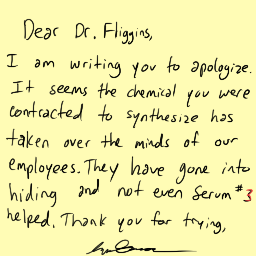 Dear Dr. Fliggins,
I am writing you to apologize.
It seems the chemical you were
contracted to synthesize has
taken over the minds of our
employees. They have gone into
hiding and not even Serum #3
helped. Thank you for trying,